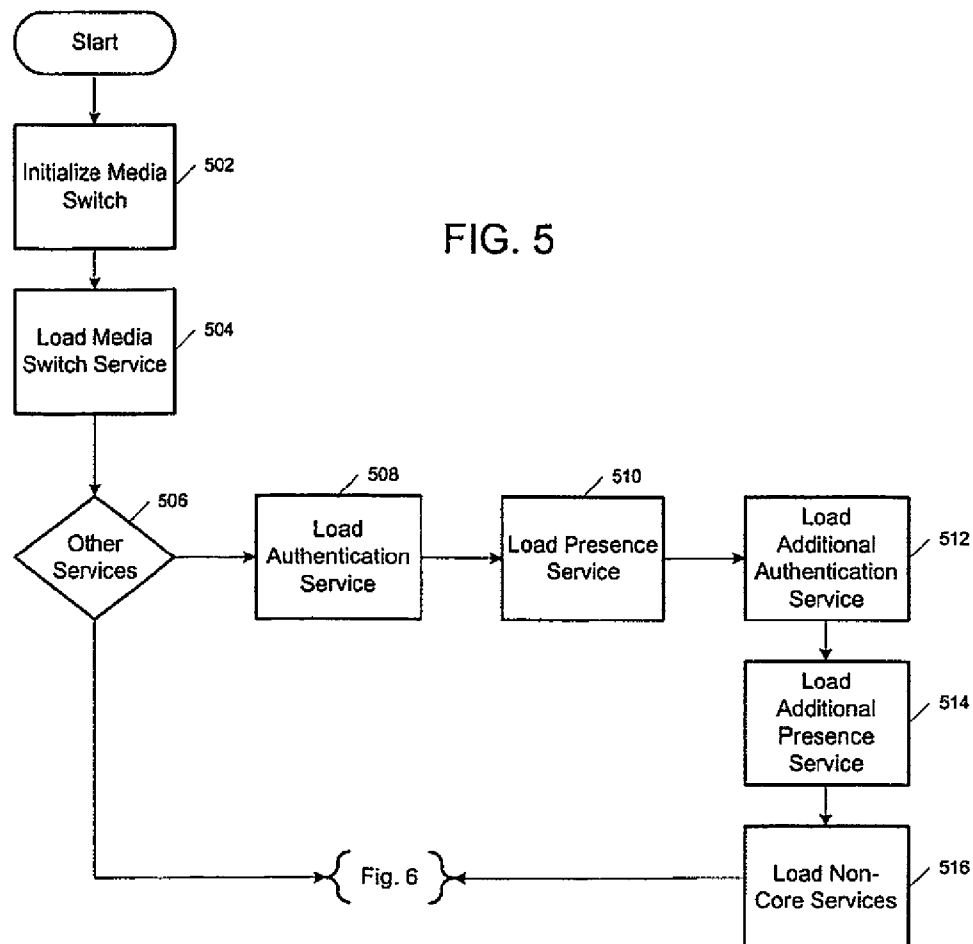 Start
Initialize Media
Switch
502
FIG. 5
Load Media
Switch Service
504
Other
Services
506
Load
Authentication
Service
508
Load Presence
Service
510
Load
Additional
Authentication
Service
512
Load
Additional
Presence
Service
514
Load Non-
Core Services
516
{ Fig. 6 }